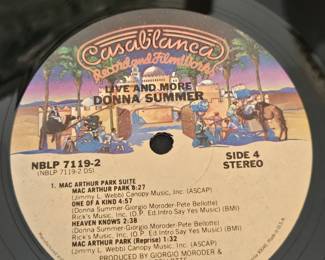 Casablanca
Record and FilmWorks
LIVE AND MORE
DONNA SUMMER
NBLP 7119-2
(NBLP 7119-2 DS)
SIDE 4
STEREO
1. MAC ARTHUR PARK SUITE
MAC ARTHUR PARK 8:27
(Jimmy L. Webb) Canopy Music, Inc. (ASCAP)
ONE OF A KIND 4:57
(Donna Summer-Giorgio Moroder-Pete Bellotte)
Rick's Music, Inc. (O.P. Ed.Intro Say Yes Music) (BMI)
HEAVEN KNOWS 2:38
(Donna Summer-Giorgio Moroder-Pete Bellotte)
Rick's Music, Inc. (O.P. Ed.Intro Say Yes Music) (BMI)
MAC ARTHUR PARK (Reprise) 1:32
(Jimmy L. Webb) Canopy Music, Inc. (ASCAP)
PRODUCED BY GIORGIO MORODER &